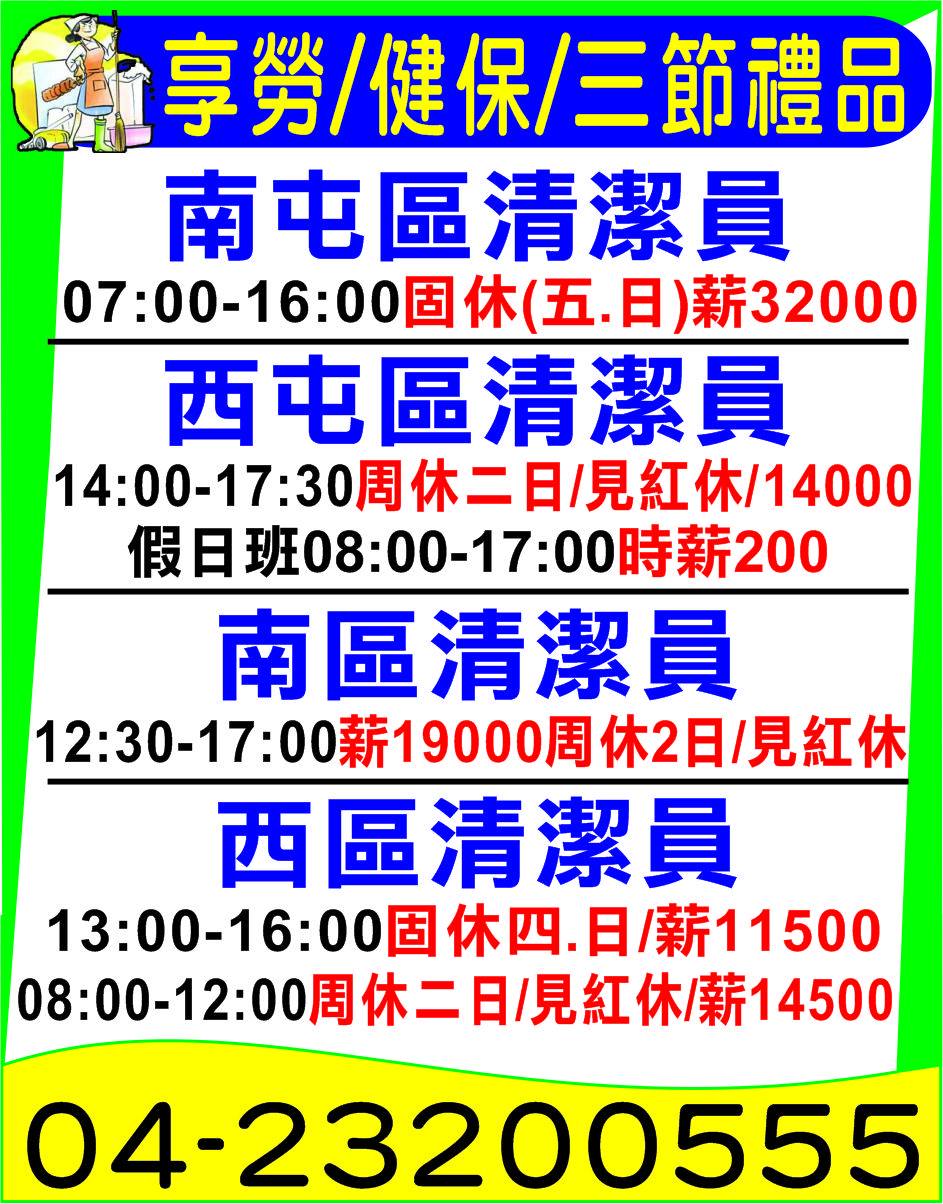 享勞/健保/三節禮品
南屯區清潔員
07:00-16:00固休(五.日)薪32000
西屯區清潔員
14:00-17:30周休二日/見紅休/14000
假日班08:00-17:00時薪200
南區清潔員
12:30-17:00薪19000周休2日/見紅休
西區清潔員
13:00-16:00固休四.日/薪11500
08:00-12:00周休二日/見紅休/薪14500
04-23200555